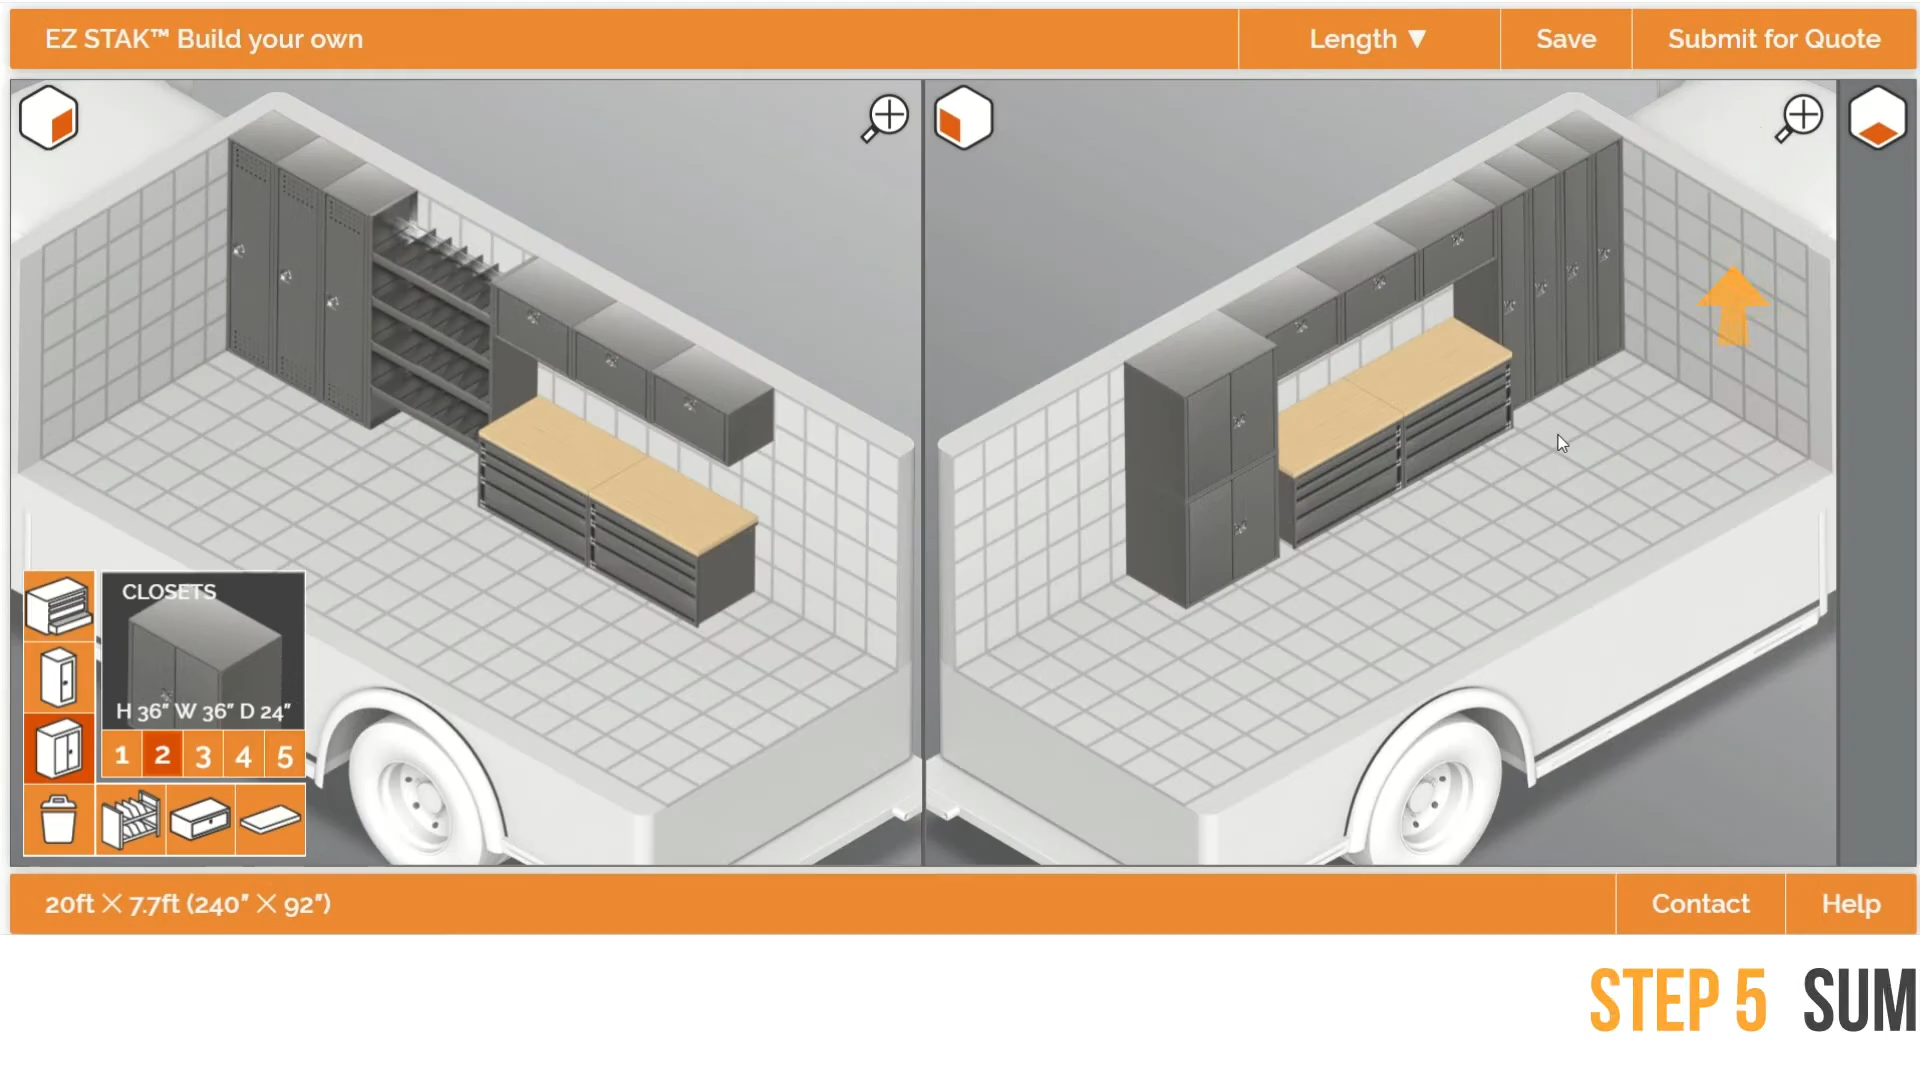 EZ STAK™ Build your own
Length ▼
Save
Submit for Quote
CLOSETS
H 36" W 36" D 24"
1 2 3 4 5
20ft X 7.7ft (240" X 92")
Contact
Help
STEP 5 SUM